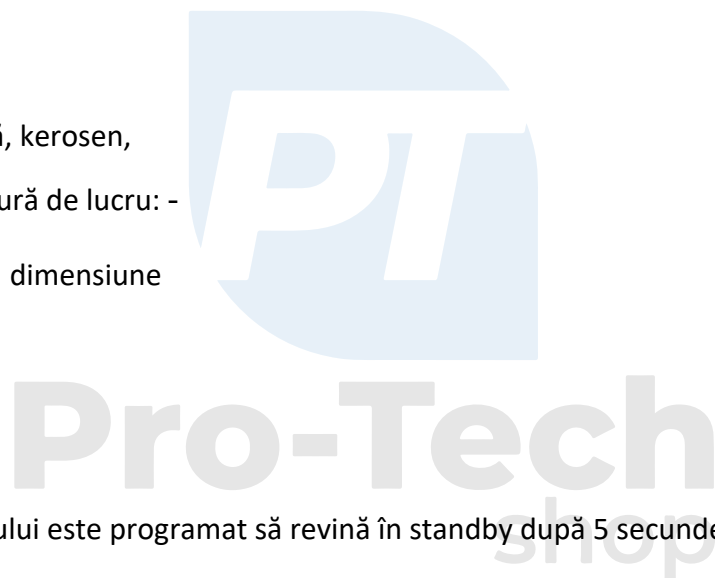 PT
ă, kerosen,
ură de lucru: -
dimensiune
Pro-Tech
ului este programat să revină în standby după 5 secunde
shop